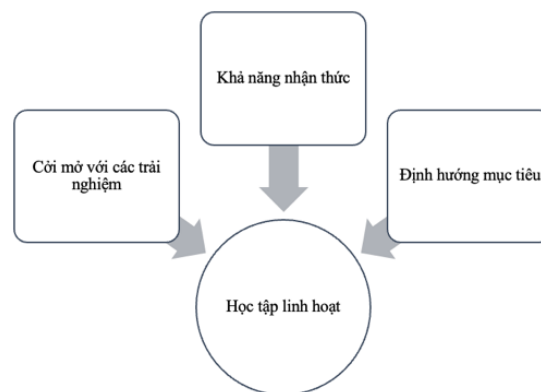 Khả năng nhận thức
Cởi mở với các trải
nghiệm
Định hướng mục tiêu
Học tập linh hoạt